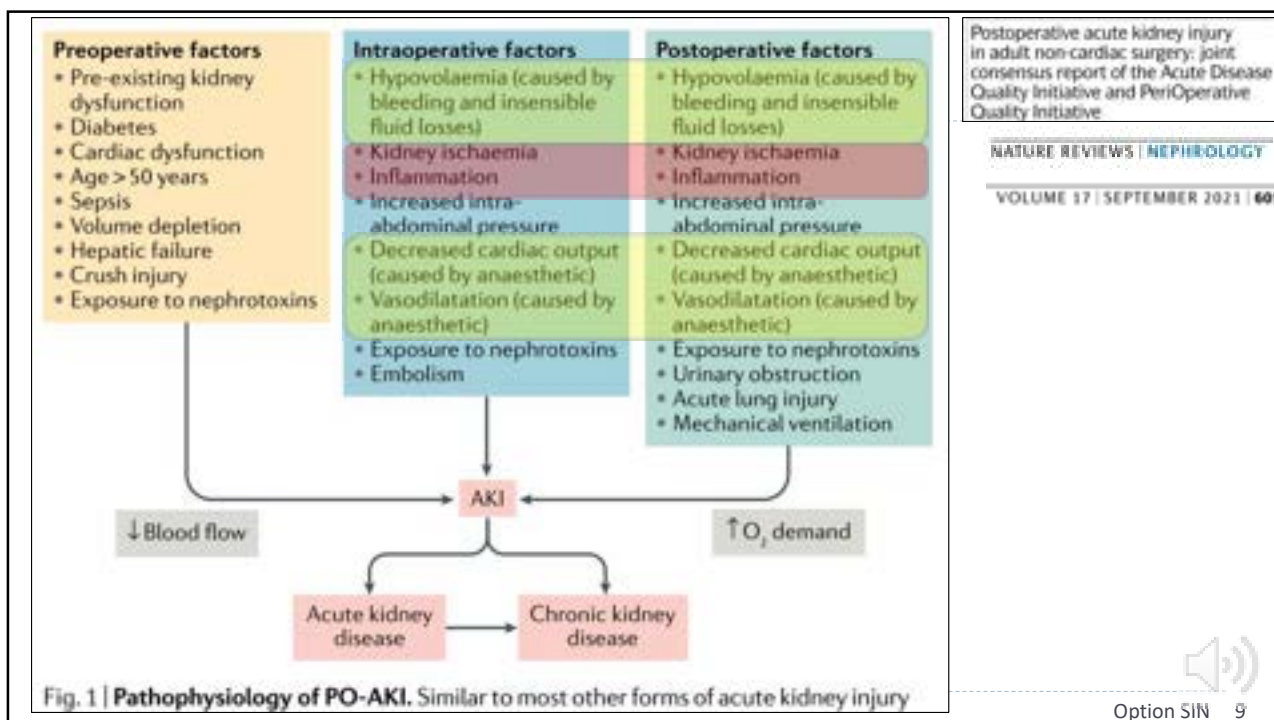 Preoperative factors
• Pre-existing kidney
dysfunction
• Diabetes
• Cardiac dysfunction
• Age > 50 years
• Sepsis
• Volume depletion
• Hepatic failure
• Crush injury
• Exposure to nephrotoxins
Intraoperative factors
• Hypovolaemia (caused by
bleeding and insensible
fluid losses)
• Kidney ischaemia
• Inflammation
• Increased intra-
abdominal pressure
• Decreased cardiac output
(caused by anaesthetic)
• Vasodilatation (caused by
anaesthetic)
• Exposure to nephrotoxins
• Embolism
Postoperative factors
• Hypovolaemia (caused by
bleeding and insensible
fluid losses)
• Kidney ischaemia
• Inflammation
• Increased intra-
abdominal pressure
• Decreased cardiac output
(caused by anaesthetic)
• Vasodilatation (caused by
anaesthetic)
• Exposure to nephrotoxins
• Urinary obstruction
• Acute lung injury
• Mechanical ventilation
AKI
↓Blood flow
↑O₂ demand
Acute kidney
disease
Chronic kidney
disease
Fig. 1 | Pathophysiology of PO-AKI. Similar to most other forms of acute kidney injury
Postoperative acute kidney injury
in adult non-cardiac surgery: joint
consensus report of the Acute Disease
Quality Initiative and PeriOperative
Quality Initiative
NATURE REVIEWS | NEPHROLOGY
VOLUME 17 | SEPTEMBER 2021 |
Option SIN 9